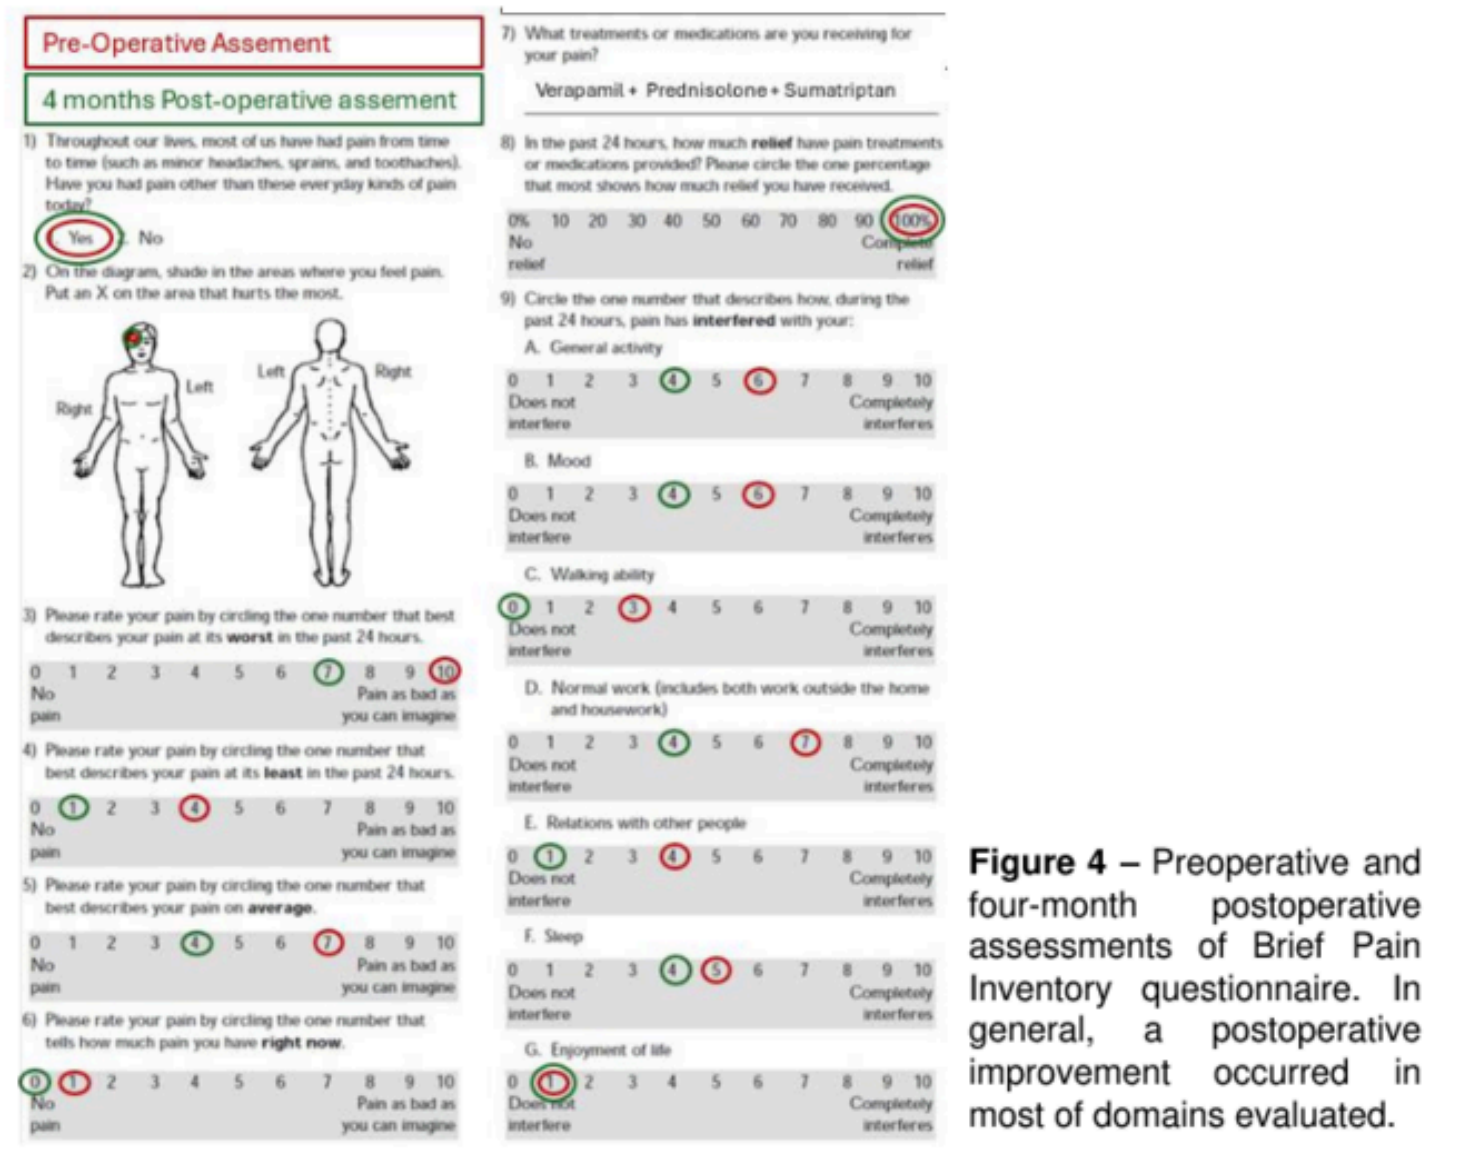 Pre-Operative Assement
4 months Post-operative assement
1) Throughout our lives, most of us have had pain from time
to time (such as minor headaches, sprains, and toothaches).
Have you had pain other than these everyday kinds of pain
today?
1. Yes 2. No
2) On the diagram, shade in the areas where you feel pain.
Put an X on the area that hurts the most.
Right Left Left Right
3) Please rate your pain by circling the one number that best
describes your pain at its worst in the past 24 hours.
0 1 2 3 4 5 6 7 8 9 10
No Pain as bad as
pain you can imagine
4) Please rate your pain by circling the one number that
best describes your pain at its least in the past 24 hours.
0 1 2 3 4 5 6 7 8 9 10
No Pain as bad as
pain you can imagine
5) Please rate your pain by circling the one number that
best describes your pain on average.
0 1 2 3 4 5 6 7 8 9 10
No Pain as bad as
pain you can imagine
6) Please rate your pain by circling the one number that
tells how much pain you have right now.
0 1 2 3 4 5 6 7 8 9 10
No Pain as bad as
pain you can imagine
7) What treatments or medications are you receiving for
your pain?
Verapamil + Prednisolone + Sumatriptan
8) In the past 24 hours, how much relief have pain treatments
or medications provided? Please circle the one percentage
that most shows how much relief you have received.
0% 10 20 30 40 50 60 70 80 90 100%
No Complete
relief relief
9) Circle the one number that describes how, during the
past 24 hours, pain has interfered with your:
A. General activity
0 1 2 3 4 5 6 7 8 9 10
Does not Completely
interfere interferes
B. Mood
0 1 2 3 4 5 6 7 8 9 10
Does not Completely
interfere interferes
C. Walking ability
0 1 2 3 4 5 6 7 8 9 10
Does not Completely
interfere interferes
D. Normal work (includes both work outside the home
and housework)
0 1 2 3 4 5 6 7 8 9 10
Does not Completely
interfere interferes
E. Relations with other people
0 1 2 3 4 5 6 7 8 9 10
Does not Completely
interfere interferes
F. Sleep
0 1 2 3 4 5 6 7 8 9 10
Does not Completely
interfere interferes
G. Enjoyment of life
0 1 2 3 4 5 6 7 8 9 10
Does not Completely
interfere interferes
Figure 4 – Preoperative and
four-month postoperative
assessments of Brief Pain
Inventory questionnaire. In
general, a postoperative
improvement occurred in
most of domains evaluated.